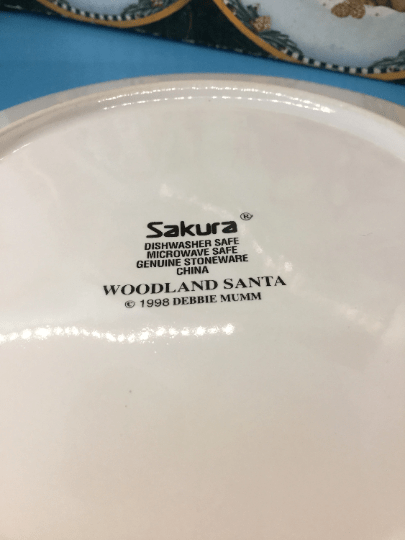 Sakura®
DISHWASHER SAFE
MICROWAVE SAFE
GENUINE STONEWARE
CHINA
WOODLAND SANTA
© 1998 DEBBIE MUMM